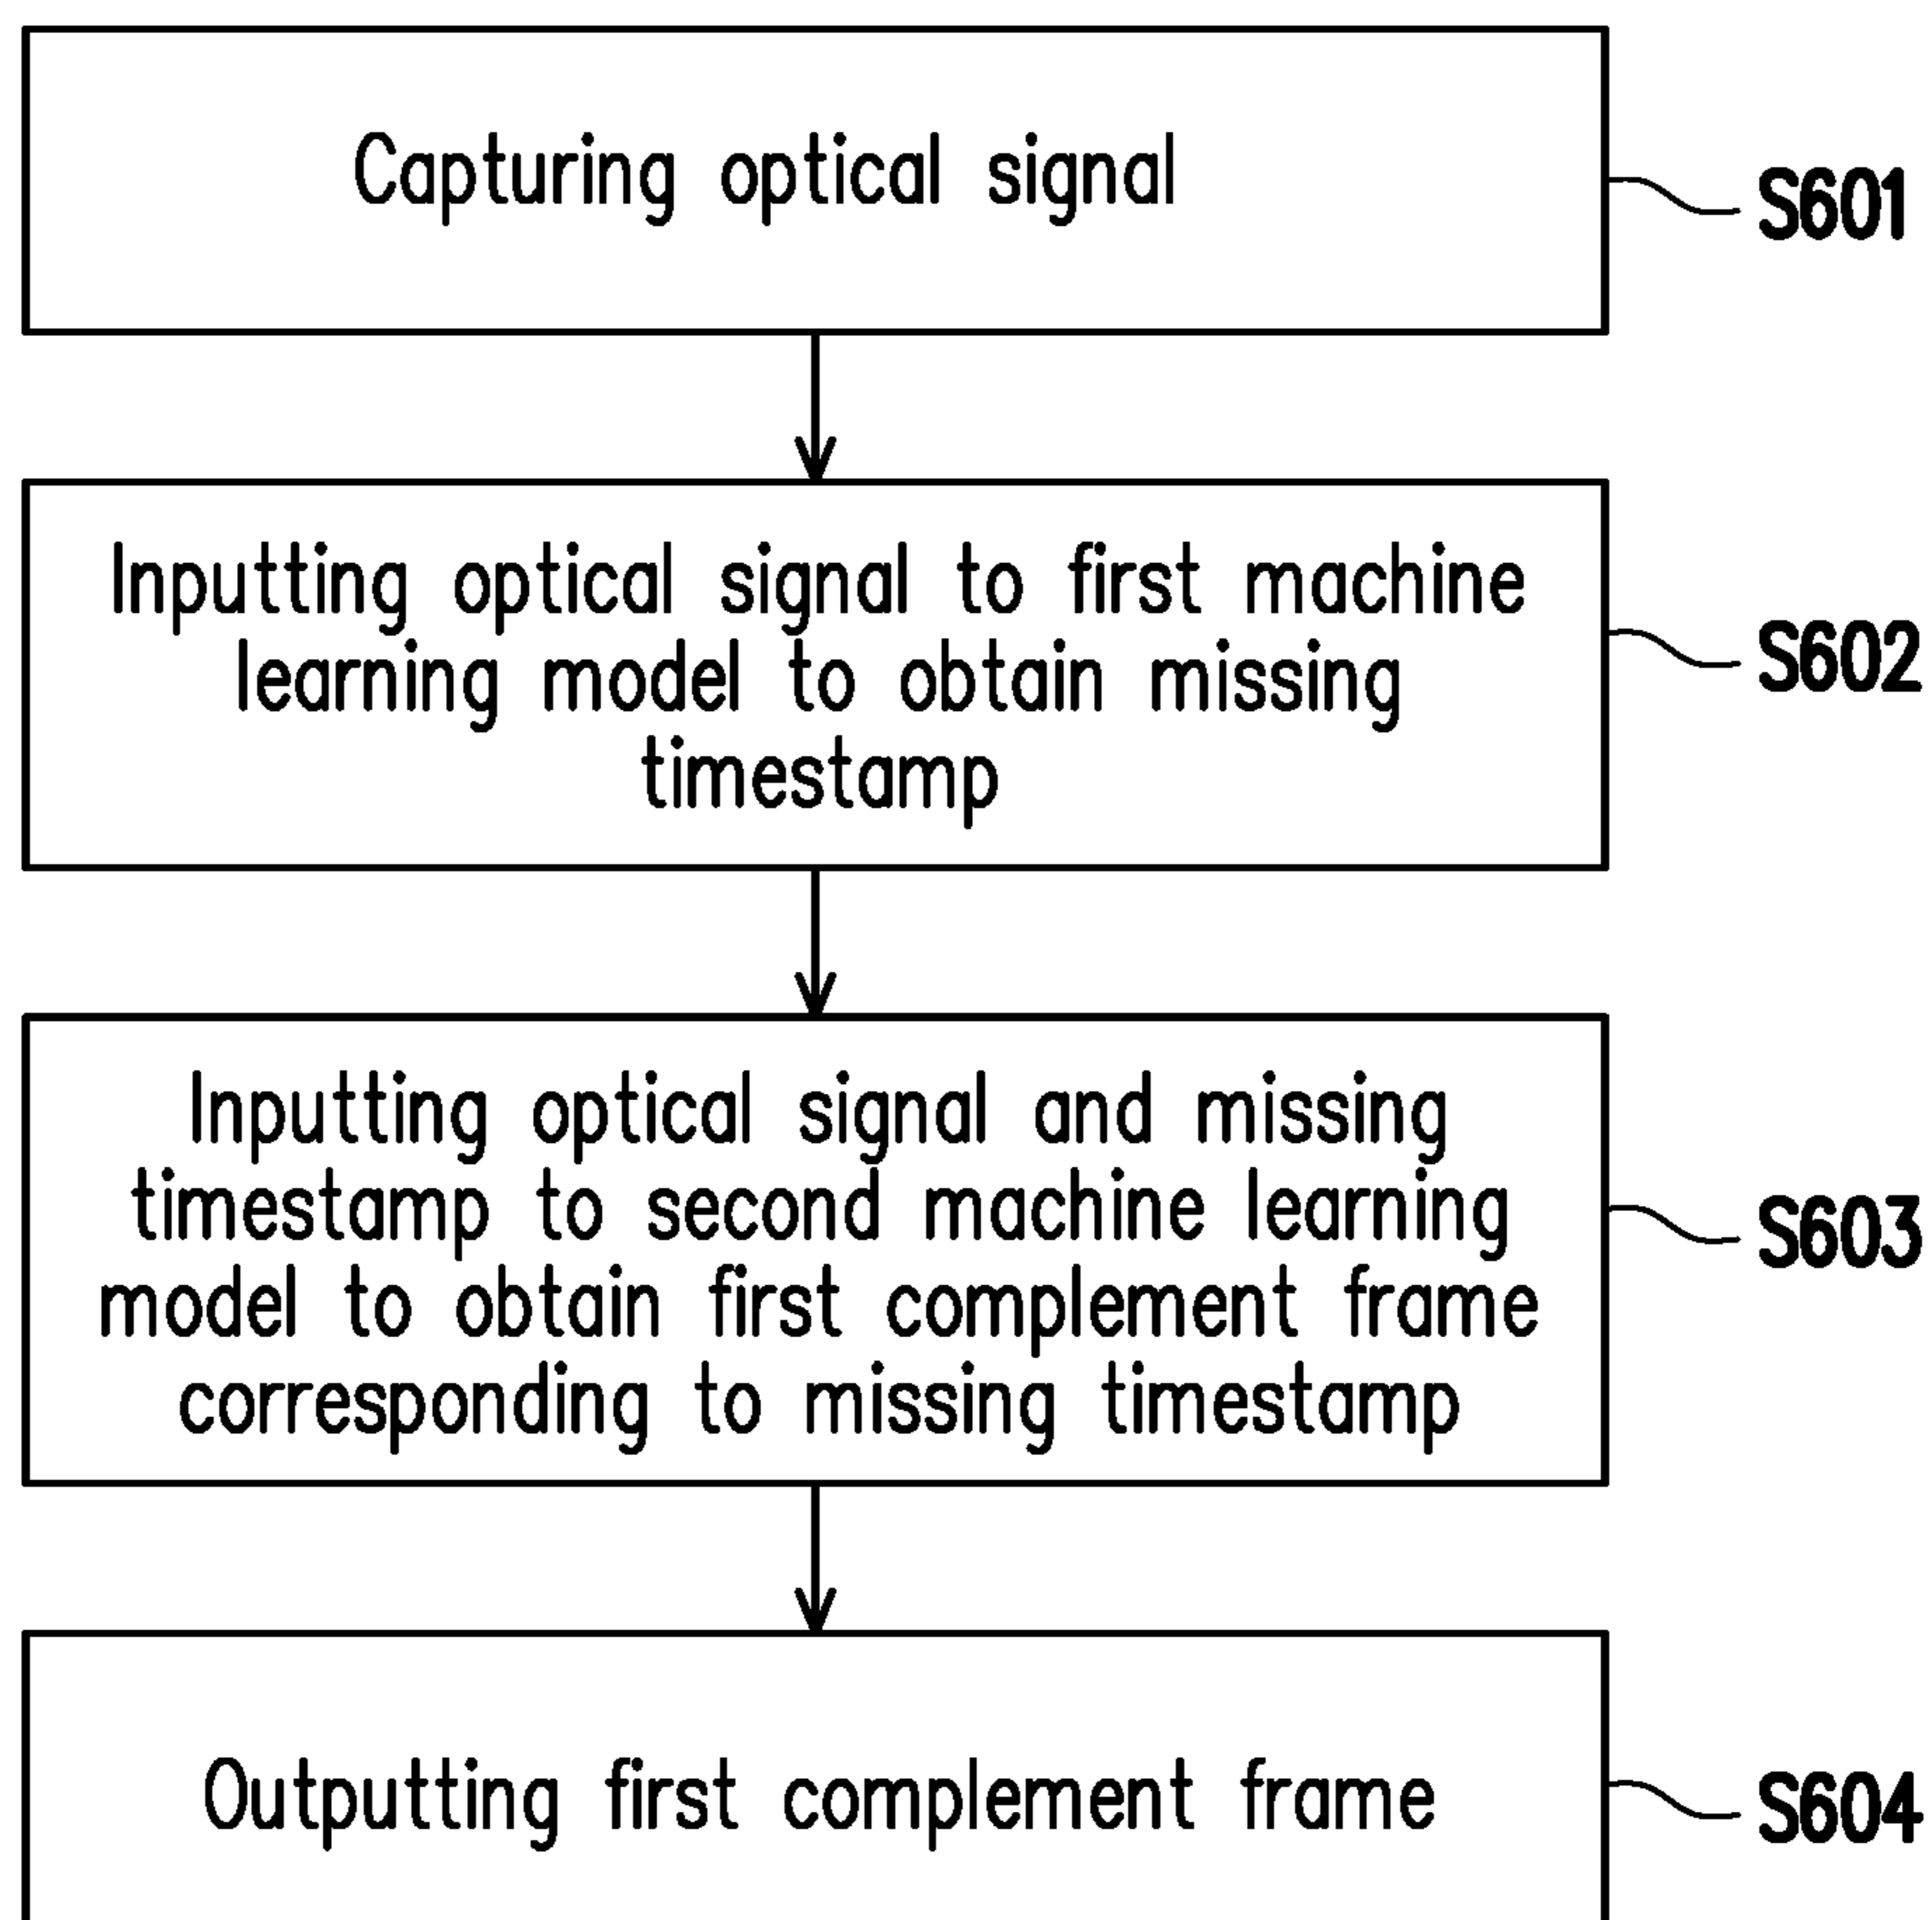 Capturing optical signal
S601
Inputting optical signal to first machine
learning model to obtain missing
timestamp
S602
Inputting optical signal and missing
timestamp to second machine learning
model to obtain first complement frame
corresponding to missing timestamp
S603
Outputting first complement frame
S604